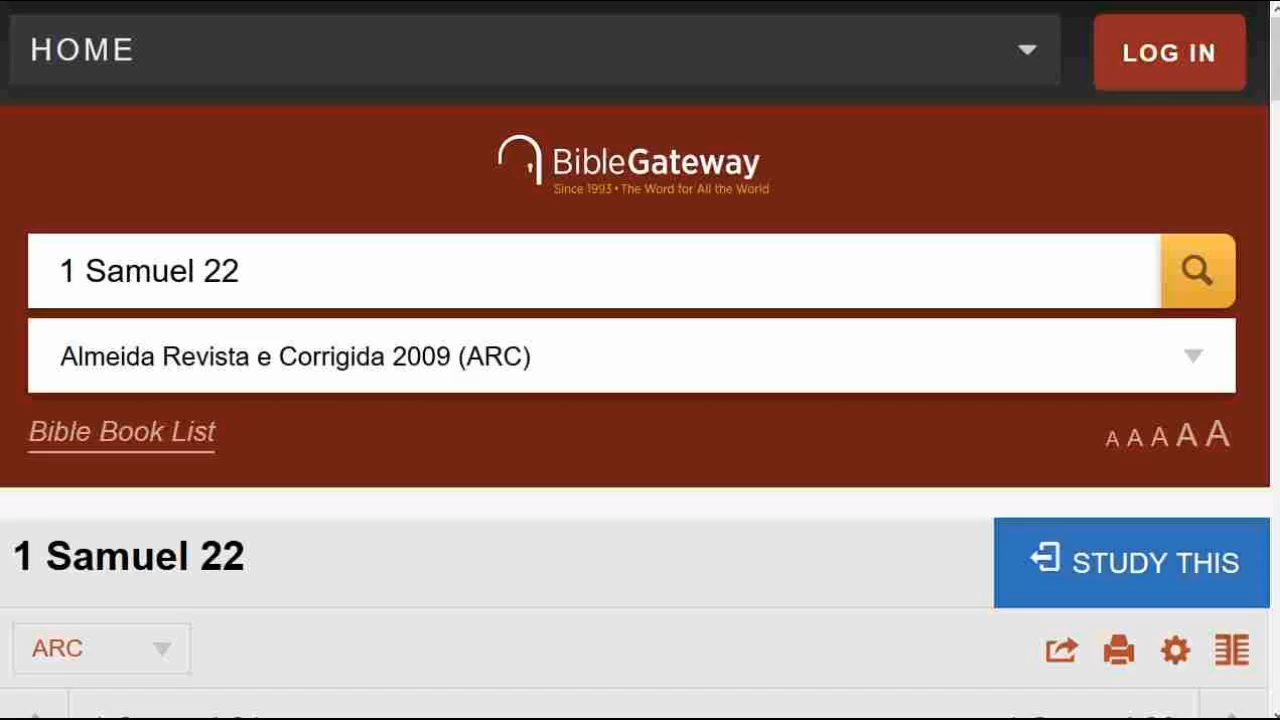 HOME
LOG IN
BibleGateway
Since 1993 • The Word for All the World
1 Samuel 22
Almeida Revista e Corrigida 2009 (ARC)
Bible Book List
A A A A A
1 Samuel 22
STUDY THIS
ARC